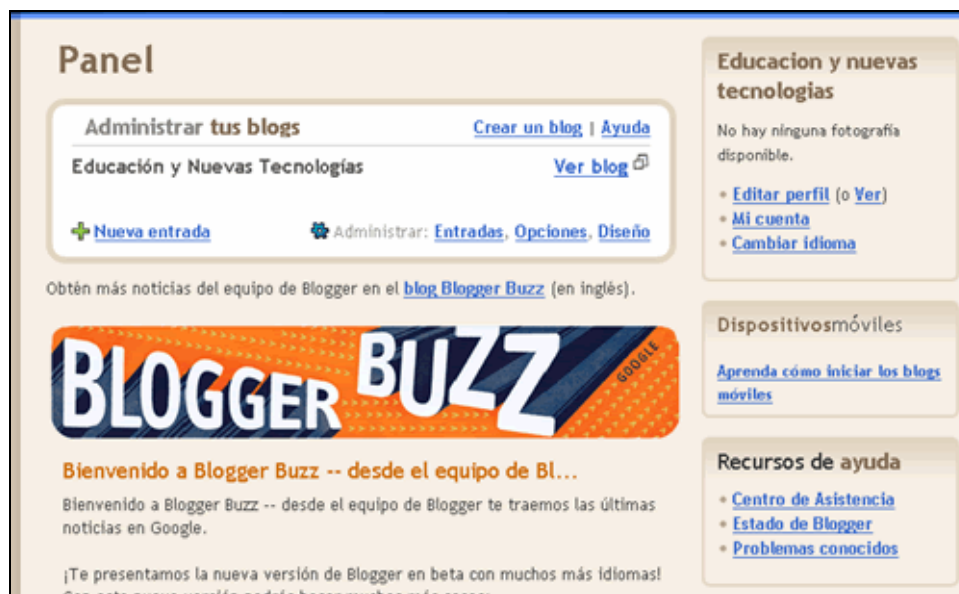 Panel
Administrar tus blogs
Crear un blog | Ayuda
Educación y Nuevas Tecnologías
Ver blog
Nueva entrada
Administrar: Entradas, Opciones, Diseño
Obtén más noticias del equipo de Blogger en el blog Blogger Buzz (en inglés).
BLOGGER BUZZ GOOGLE
Bienvenido a Blogger Buzz -- desde el equipo de Bl...
Bienvenido a Blogger Buzz -- desde el equipo de Blogger te traemos las últimas
noticias en Google.
¡Te presentamos la nueva versión de Blogger en beta con muchos más idiomas!
Educacion y nuevas
tecnologias
No hay ninguna fotografía
disponible.
• Editar perfil (o Ver)
• Mi cuenta
• Cambiar idioma
Dispositivosmóviles
Aprenda cómo iniciar los blogs
móviles
Recursos de ayuda
• Centro de Asistencia
• Estado de Blogger
• Problemas conocidos